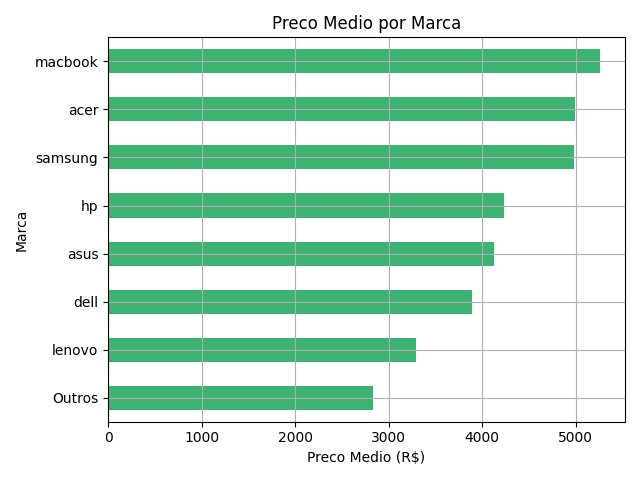 Preco Medio por Marca
macbook
acer
samsung
hp
asus
dell
lenovo
Outros
Marca
0 1000 2000 3000 4000 5000
Preco Medio (R$)